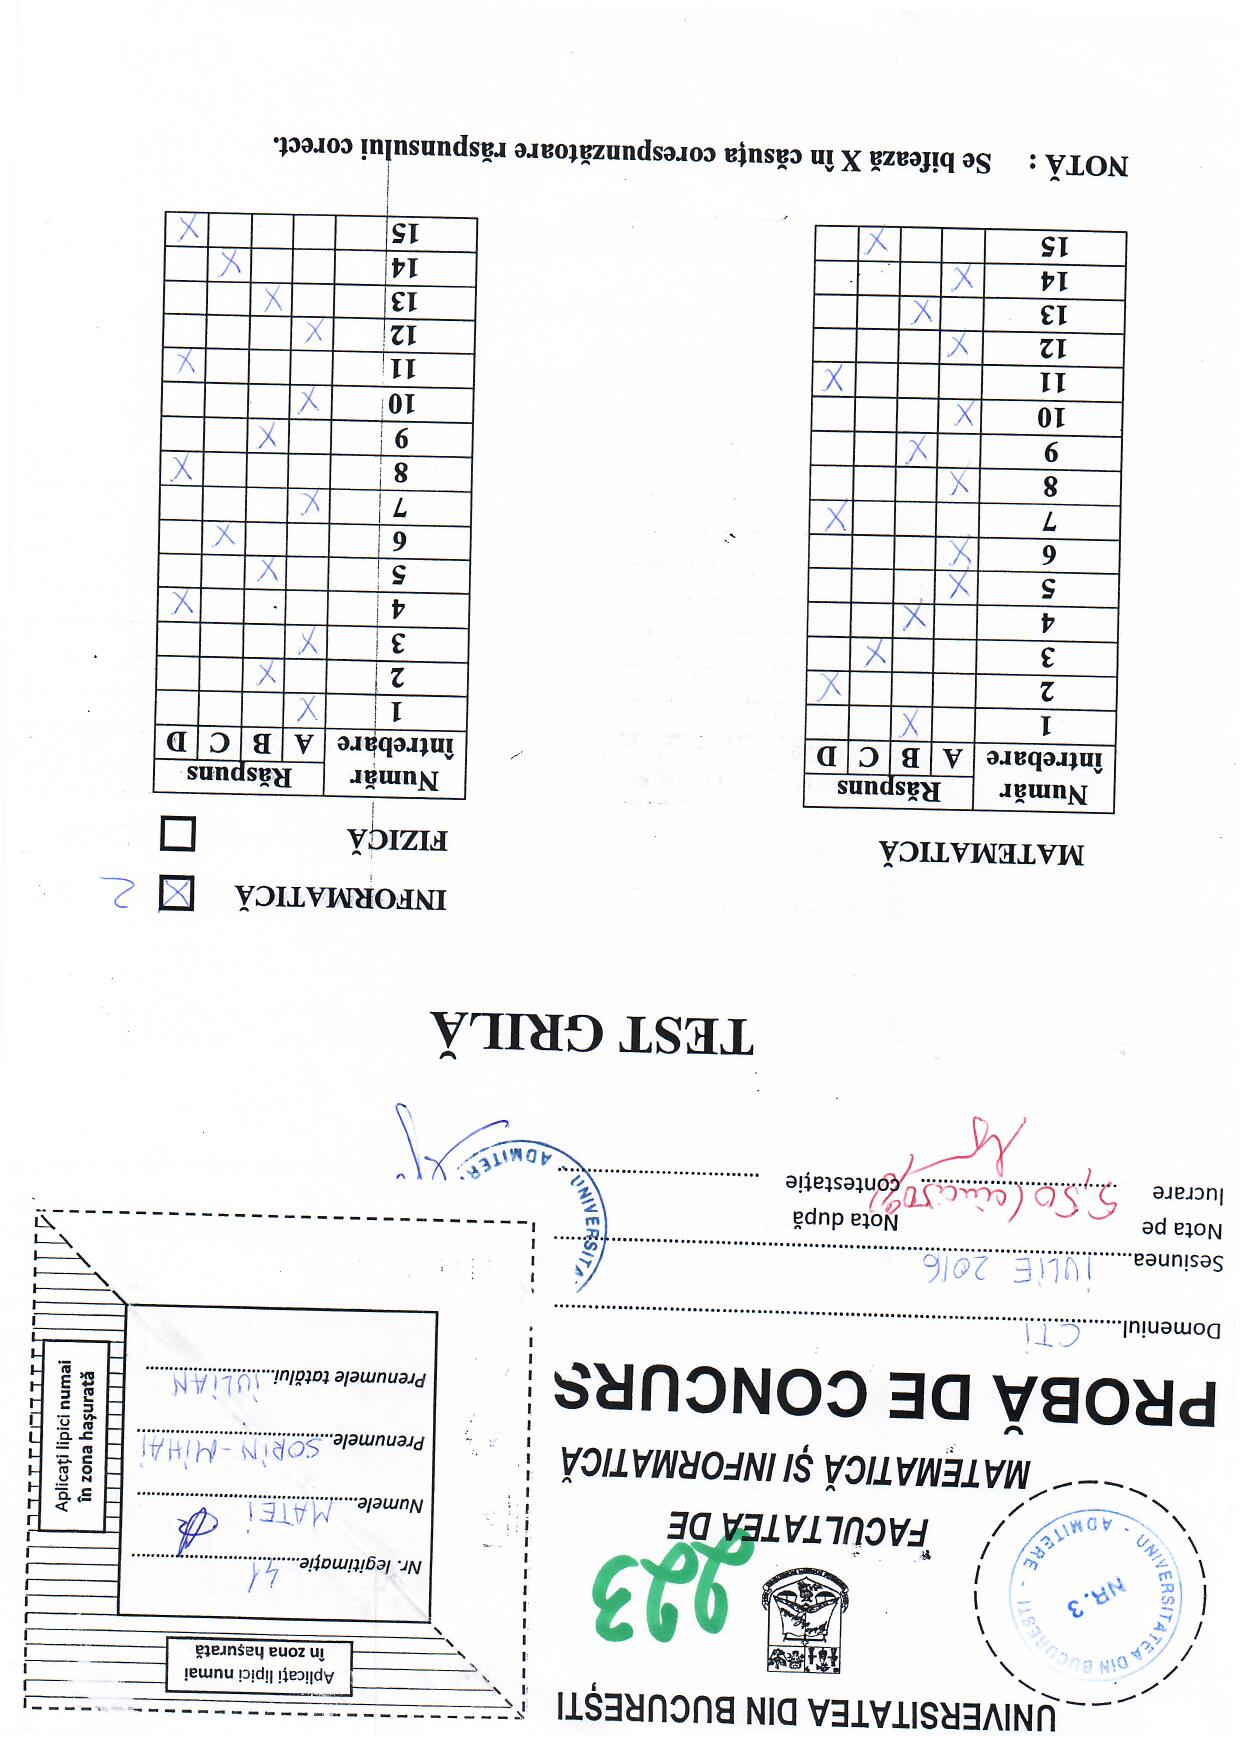 UNIVERSITATEA DIN BUCUREȘTI
FACULTATEA DE
MATEMATICĂ ȘI INFORMATICĂ
223
UNIVERSITATEA DIN BUCUREȘTI - ADMITERE -
NR.3
PROBĂ DE CONCURS
Domeniul CTI
Sesiunea IULIE 2016
Nota pe lucrare 5,50 (cinci 50%)
Nota după contestație
Aplicați lipici numai
în zona hașurată
Nr. legitimație 41
Numele MATEI
Prenumele SORIN-MIHAI
Prenumele tatălui IULIAN
Aplicați lipici numai
în zona hașurată
UNIVERSITA
ADMITER
TEST GRILĂ
MATEMATICĂ
Număr întrebare Răspuns
A B C D
1 X
2 X
3 X
4 X
5 X
6 X
7 X
8 X
9 X
10 X
11 X
12 X
13 X
14 X
15 X
INFORMATICĂ X 2
FIZICĂ
Număr întrebare Răspuns
A B C D
1 X
2 X
3 X
4 X
5 X
6 X
7 X
8 X
9 X
10 X
11 X
12 X
13 X
14 X
15 X
NOTĂ : Se bifează X în căsuța corespunzătoare răspunsului corect.